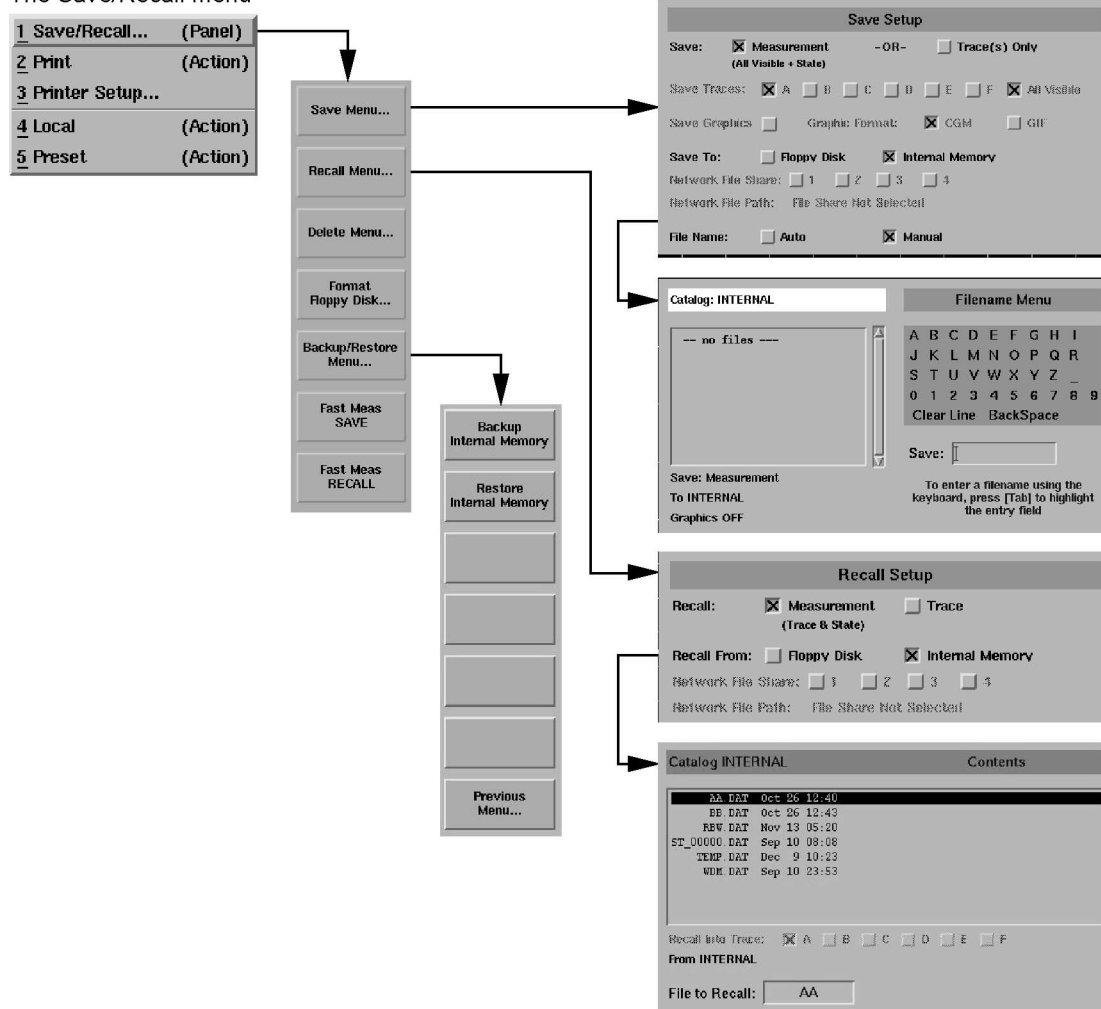 The Save/Recall Menu
1 Save/Recall... (Panel)
2 Print (Action)
3 Printer Setup...
4 Local (Action)
5 Preset (Action)
Save Menu...
Recall Menu...
Delete Menu...
Format
Floppy Disk...
Backup/Restore
Menu...
Fast Meas
SAVE
Fast Meas
RECALL
Backup
Internal Memory
Restore
Internal Memory
Previous
Menu...
Save Setup
Save: Measurement -OR- Trace(s) Only
(All Visible + State)
Save Traces: A B C D E F All Visible
Save Graphics Graphic Format: CGM GIF
Save To: Floppy Disk Internal Memory
Network File Share: 1 2 3 4
Network File Path: File Share Not Selected
File Name: Auto Manual
Catalog: INTERNAL
-- no files ---
Save: Measurement
To INTERNAL
Graphics OFF
Filename Menu
A B C D E F G H I
J K L M N O P Q R
S T U V W X Y Z _
0 1 2 3 4 5 6 7 8 9
Clear Line BackSpace
Save:
To enter a filename using the
keyboard, press [Tab] to highlight
the entry field
Recall Setup
Recall: Measurement Trace
(Trace & State)
Recall From: Floppy Disk Internal Memory
Network File Share: 1 2 3 4
Network File Path: File Share Not Selected
Catalog INTERNAL Contents
AA.DAT Oct 26 12:40
BB.DAT Oct 26 12:43
RBW.DAT Nov 13 05:20
ST_00000.DAT Sep 10 08:08
TEMP.DAT Dec 9 10:23
WDM.DAT Sep 10 23:53
Recall Into Trace: A B C D E F
From INTERNAL
File to Recall: AA